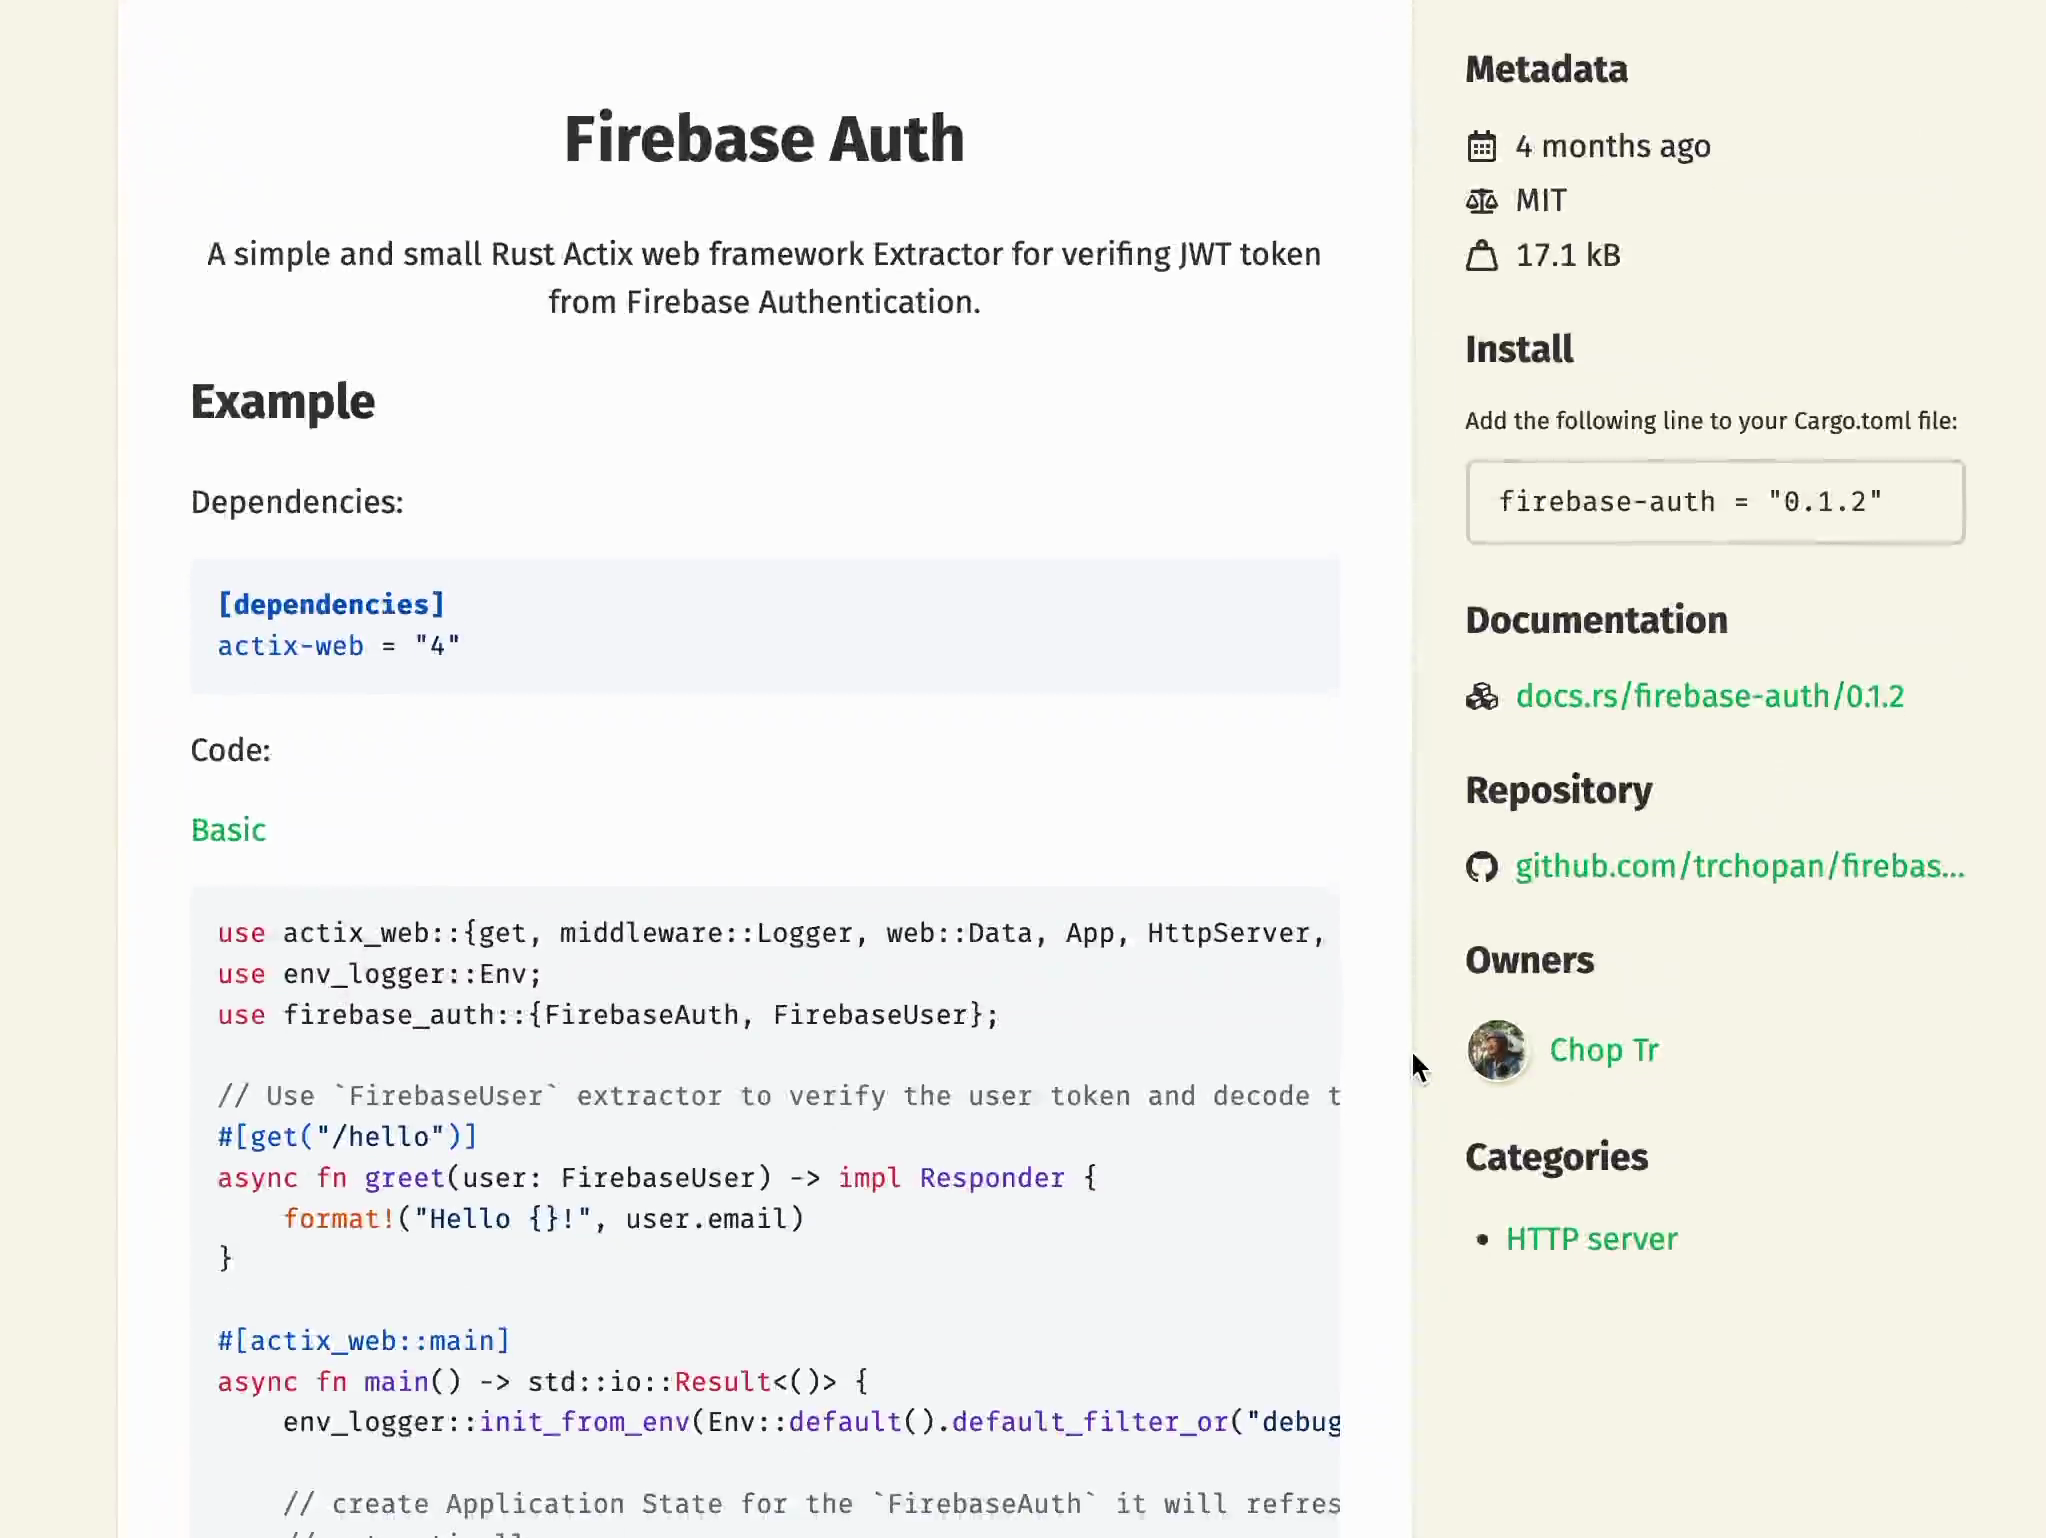 Firebase Auth
A simple and small Rust Actix web framework Extractor for verifing JWT token
from Firebase Authentication.
Example
Dependencies:
[dependencies]
actix-web = "4"
Code:
Basic
use actix_web::{get, middleware::Logger, web::Data, App, HttpServer,
use env_logger::Env;
use firebase_auth::{FirebaseAuth, FirebaseUser};
// Use `FirebaseUser` extractor to verify the user token and decode t
#[get("/hello")]
async fn greet(user: FirebaseUser) -> impl Responder {
    format!("Hello {}!", user.email)
}
#[actix_web::main]
async fn main() -> std::io::Result<()> {
    env_logger::init_from_env(Env::default().default_filter_or("debug
    // create Application State for the `FirebaseAuth` it will refres
Metadata
4 months ago
MIT
17.1 kB
Install
Add the following line to your Cargo.toml file:
firebase-auth = "0.1.2"
Documentation
docs.rs/firebase-auth/0.1.2
Repository
github.com/trchopan/firebas...
Owners
Chop Tr
Categories
• HTTP server